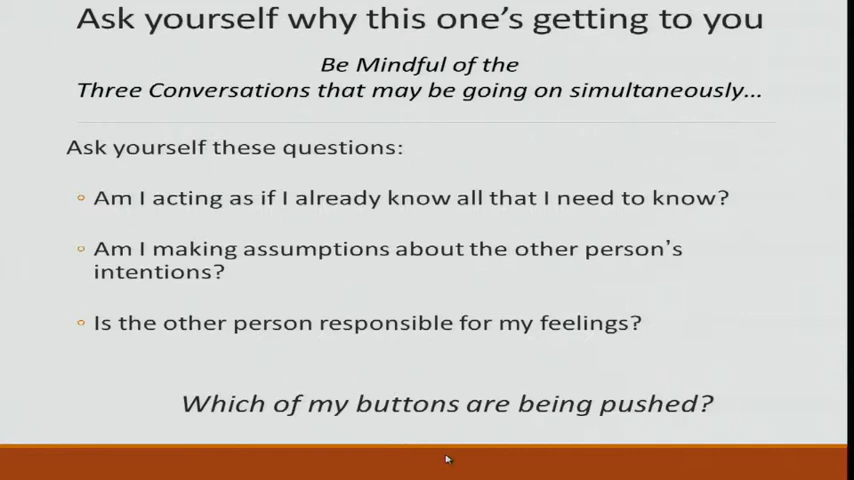 Ask yourself why this one's getting to you
Be Mindful of the
Three Conversations that may be going on simultaneously...
Ask yourself these questions:
◦ Am I acting as if I already know all that I need to know?
◦ Am I making assumptions about the other person's
intentions?
◦ Is the other person responsible for my feelings?
Which of my buttons are being pushed?